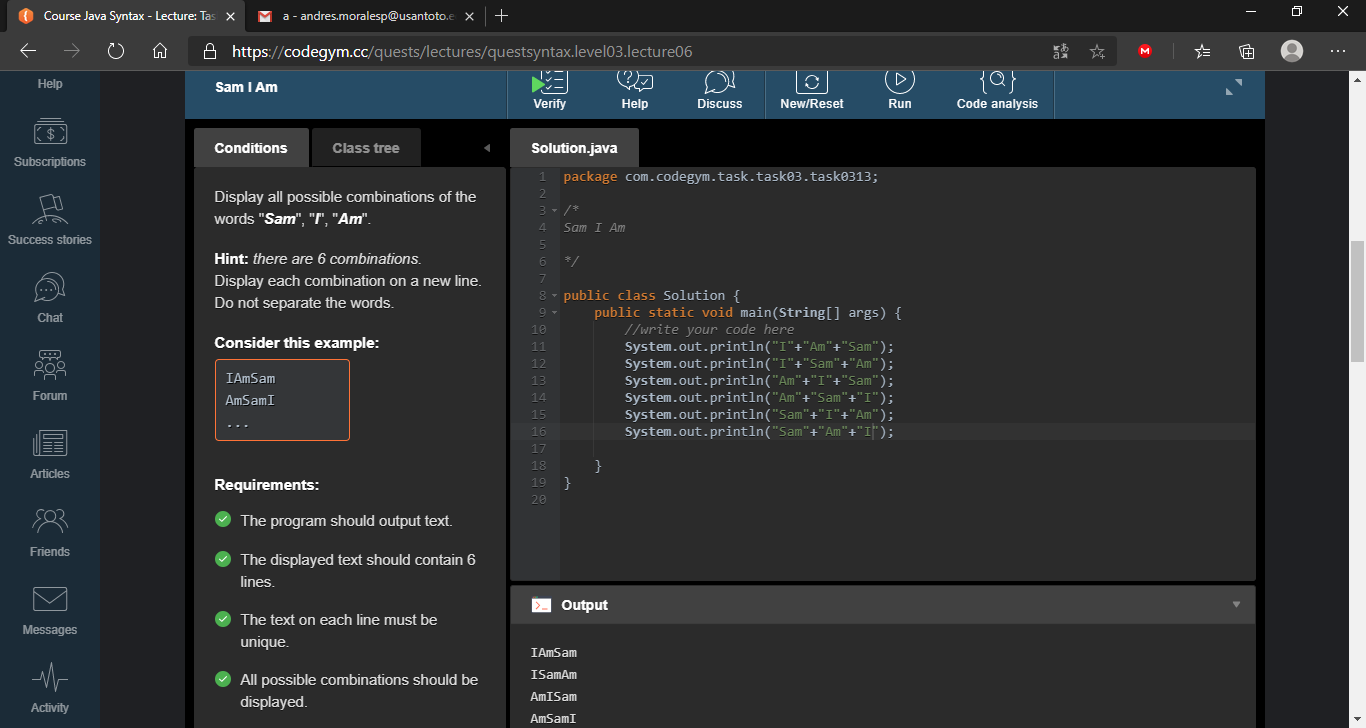 Course Java Syntax - Lecture: Tas
a - andres.moralesp@usantoto.e
https://codegym.cc/quests/lectures/questsyntax.level03.lecture06
Help
Subscriptions
Success stories
Chat
Forum
Articles
Friends
Messages
Activity
Sam I Am
Verify
Help
Discuss
New/Reset
Run
Code analysis
Conditions
Class tree
Display all possible combinations of the
words "Sam", "I", "Am".
Hint: there are 6 combinations.
Display each combination on a new line.
Do not separate the words.
Consider this example:
IAmSam
AmSamI
...
Requirements:
The program should output text.
The displayed text should contain 6
lines.
The text on each line must be
unique.
All possible combinations should be
displayed.
Solution.java
1 package com.codegym.task.task03.task0313;
2
3 /*
4 Sam I Am
5
6 */
7
8 public class Solution {
9 public static void main(String[] args) {
10 //write your code here
11 System.out.println("I"+"Am"+"Sam");
12 System.out.println("I"+"Sam"+"Am");
13 System.out.println("Am"+"I"+"Sam");
14 System.out.println("Am"+"Sam"+"I");
15 System.out.println("Sam"+"I"+"Am");
16 System.out.println("Sam"+"Am"+"I");
17
18 }
19 }
20
Output
IAmSam
ISamAm
AmISam
AmSamI